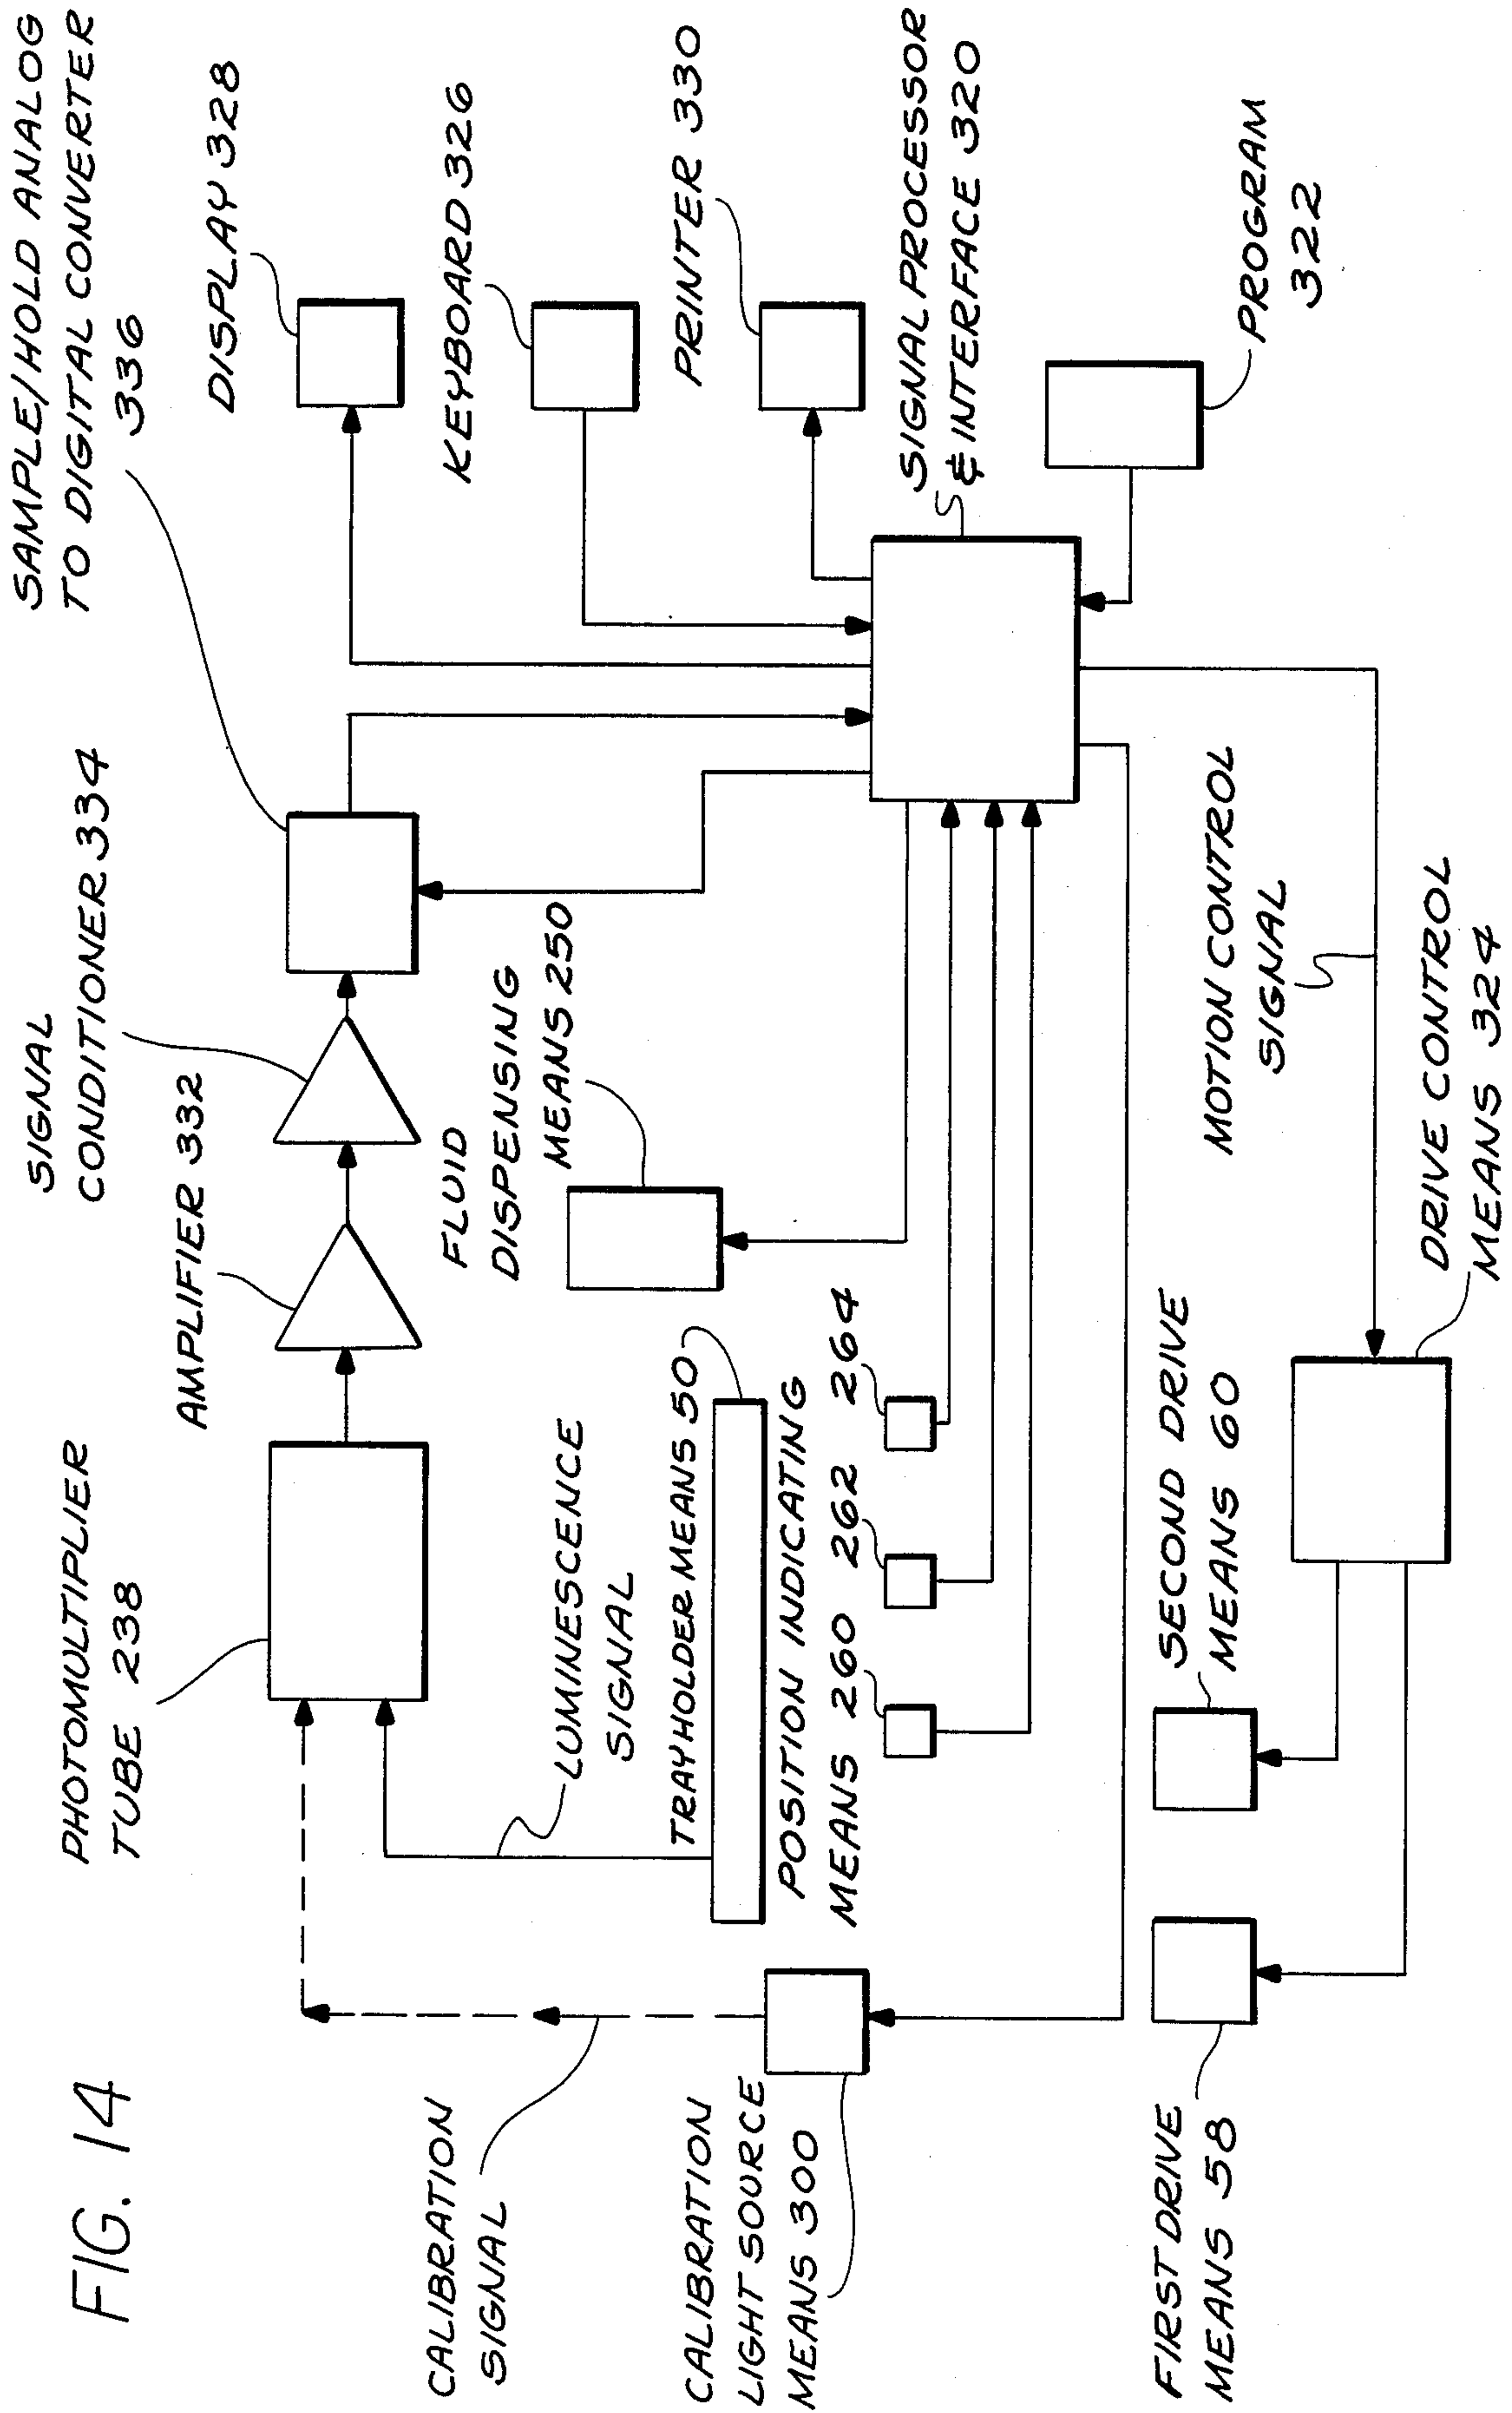 FIG. 14
PHOTOMULTIPLIER
TUBE 238
AMPLIFIER 332
SIGNAL
CONDITIONER 334
SAMPLE/HOLD ANALOG
TO DIGITAL CONVERTER
336
DISPLAY 328
KEYBOARD 326
PRINTER 330
SIGNAL PROCESSOR
& INTERFACE 320
PROGRAM
322
FLUID
DISPENSING
MEANS 250
CALIBRATION
SIGNAL
LUMINESCENCE
SIGNAL
TRAYHOLDER MEANS 50
POSITION INDICATING
MEANS 260 262 264
CALIBRATION
LIGHT SOURCE
MEANS 300
MOTION CONTROL
SIGNAL
FIRST DRIVE
MEANS 58
SECOND DRIVE
MEANS 60
DRIVE CONTROL
MEANS 324